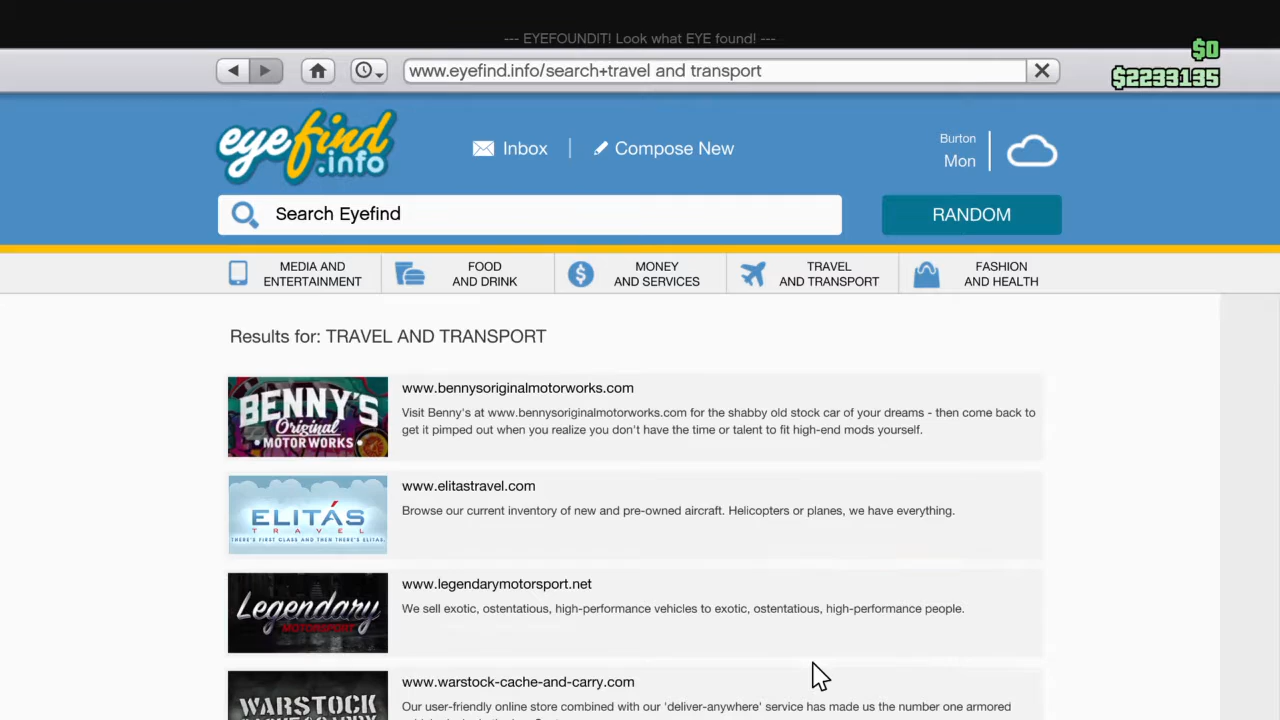 --- EYEFOUNDIT! Look what EYE found! ---
$0
www.eyefind.info/search+travel and transport
$2233135
eyefind
.info
Inbox
Compose New
Burton
Mon
Search Eyefind
RANDOM
MEDIA AND
ENTERTAINMENT
FOOD
AND DRINK
MONEY
AND SERVICES
TRAVEL
AND TRANSPORT
FASHION
AND HEALTH
Results for: TRAVEL AND TRANSPORT
BENNY'S
Original
MOTOR WORKS
www.bennysoriginalmotorworks.com
Visit Benny's at www.bennysoriginalmotorworks.com for the shabby old stock car of your dreams - then come back to
get it pimped out when you realize you don't have the time or talent to fit high-end mods yourself.
ELITÁS
TRAVEL
THERE'S FIRST CLASS AND THEN THERE'S ELITAS.
www.elitastravel.com
Browse our current inventory of new and pre-owned aircraft. Helicopters or planes, we have everything.
Legendary
MOTORSPORT
www.legendarymotorsport.net
We sell exotic, ostentatious, high-performance vehicles to exotic, ostentatious, high-performance people.
WARSTOCK
www.warstock-cache-and-carry.com
Our user-friendly online store combined with our 'deliver-anywhere' service has made us the number one armored